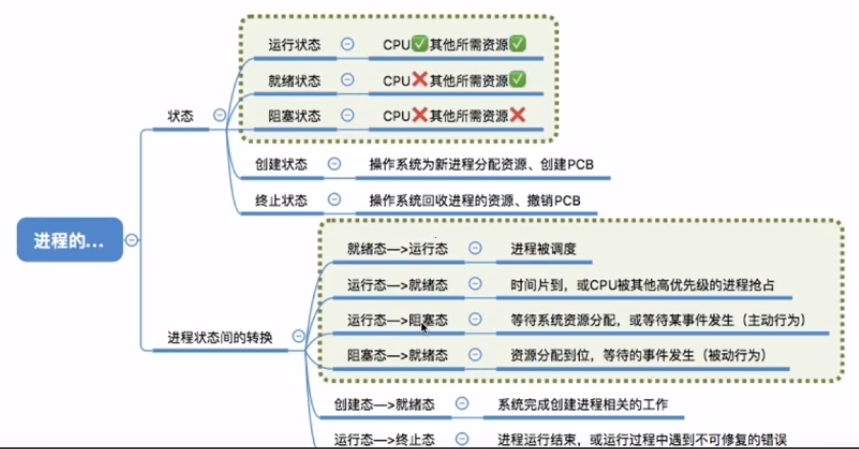 进程的...
状态
运行状态 CPU✅其他所需资源✅
就绪状态 CPU❌其他所需资源✅
阻塞状态 CPU❌其他所需资源❌
创建状态 操作系统为新进程分配资源、创建PCB
终止状态 操作系统回收进程的资源、撤销PCB
进程状态间的转换
就绪态—>运行态 进程被调度
运行态—>就绪态 时间片到，或CPU被其他高优先级的进程抢占
运行态—>阻塞态 等待系统资源分配，或等待某事件发生（主动行为）
阻塞态—>就绪态 资源分配到位，等待的事件发生（被动行为）
创建态—>就绪态 系统完成创建进程相关的工作
运行态—>终止态 进程运行结束，或运行过程中遇到不可修复的错误